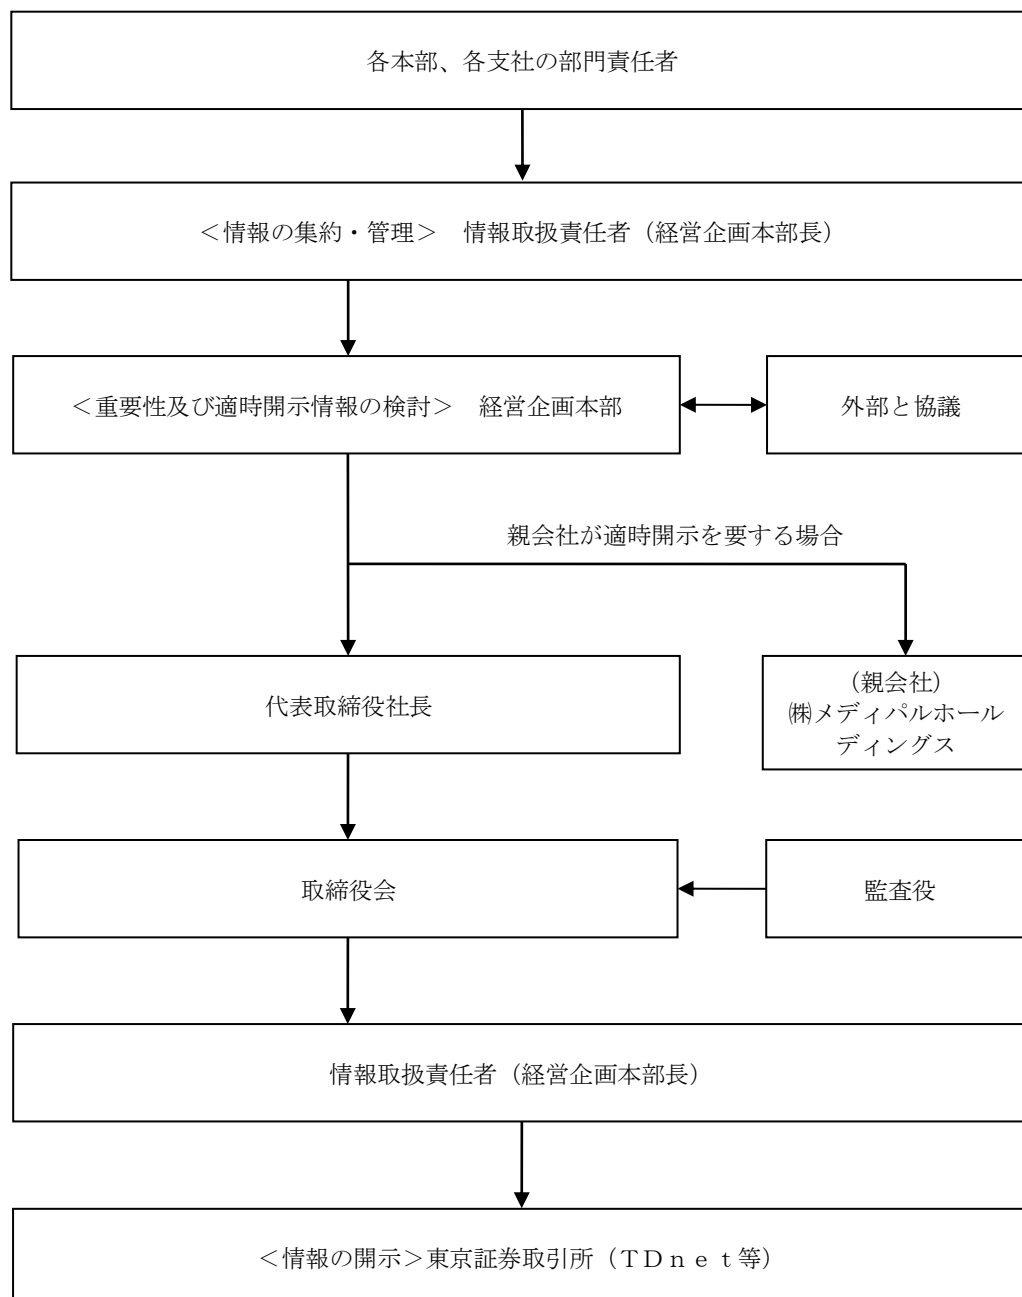 各本部、各支社の部門責任者
＜情報の集約・管理＞　情報取扱責任者（経営企画本部長）
＜重要性及び適時開示情報の検討＞　経営企画本部
外部と協議
親会社が適時開示を要する場合
代表取締役社長
（親会社）
㈱メディパルホール
ディングス
取締役会
監査役
情報取扱責任者（経営企画本部長）
＜情報の開示＞東京証券取引所（ＴＤｎｅｔ等）